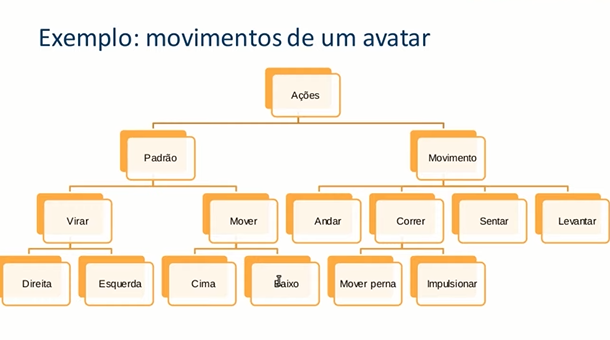 Exemplo: movimentos de um avatar
Ações
Padrão
Movimento
Virar
Mover
Andar
Correr
Sentar
Levantar
Direita
Esquerda
Cima
Baixo
Mover perna
Impulsionar